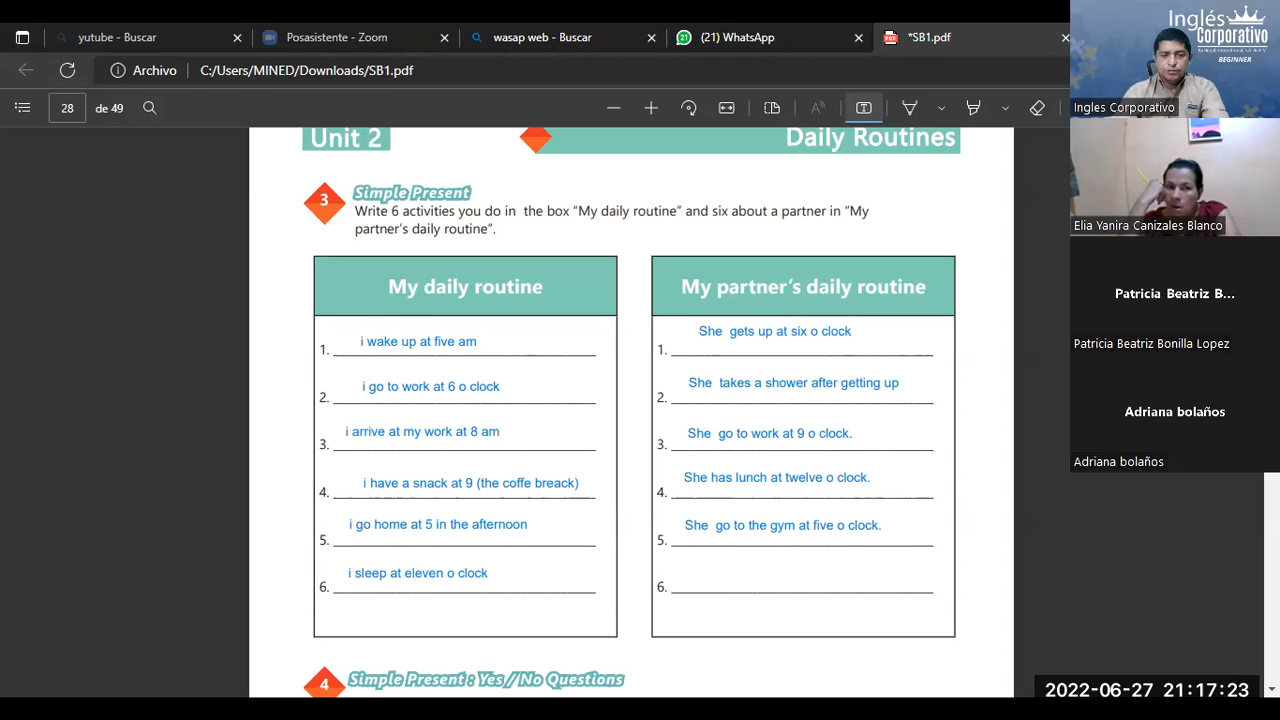 yutube - Buscar
Posasistente - Zoom
wasap web - Buscar
(21) WhatsApp
*SB1.pdf
Archivo
C:/Users/MINED/Downloads/SB1.pdf
28
de 49
Inglés
Corporativo
BEGINNER
Ingles Corporativo
Elia Yanira Canizales Blanco
Patricia Beatriz B...
Patricia Beatriz Bonilla Lopez
Adriana bolaños
Adriana bolaños
Unit 2
Daily Routines
3
Simple Present
Write 6 activities you do in the box “My daily routine” and six about a partner in “My
partner’s daily routine”.
My daily routine
1. i wake up at five am
2. i go to work at 6 o clock
3. i arrive at my work at 8 am
4. i have a snack at 9 (the coffe breack)
5. i go home at 5 in the afternoon
6. i sleep at eleven o clock
My partner’s daily routine
1. She gets up at six o clock
2. She takes a shower after getting up
3. She go to work at 9 o clock.
4. She has lunch at twelve o clock.
5. She go to the gym at five o clock.
6.
4
Simple Present : Yes / No Questions
2022-06-27 21:17:23